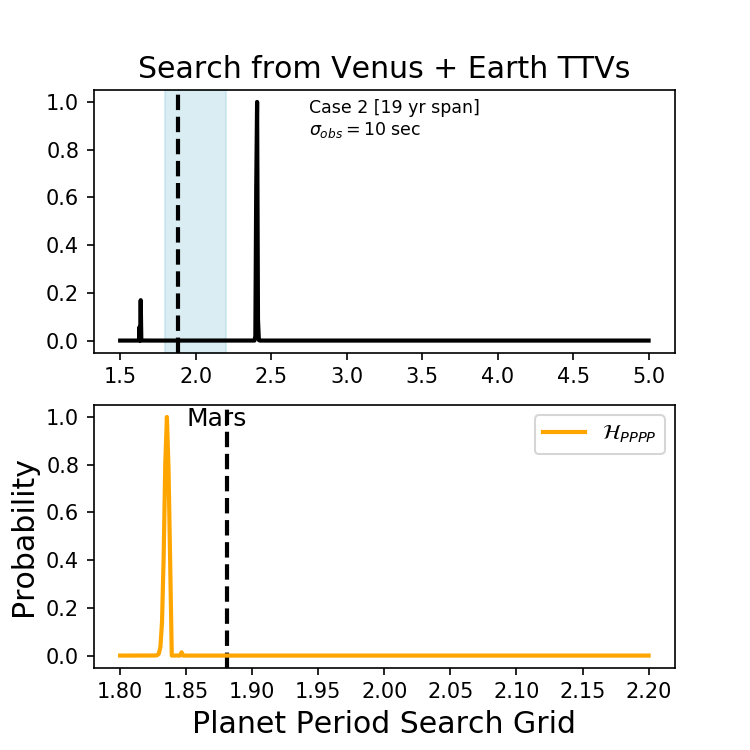 Search from Venus + Earth TTVs
1.0
0.8
0.6
0.4
0.2
0.0
Case 2 [19 yr span]
σobs = 10 sec
1.5 2.0 2.5 3.0 3.5 4.0 4.5 5.0
Probability
1.0
0.8
0.6
0.4
0.2
0.0
Mars
ℋPPPP
1.80 1.85 1.90 1.95 2.00 2.05 2.10 2.15 2.20
Planet Period Search Grid